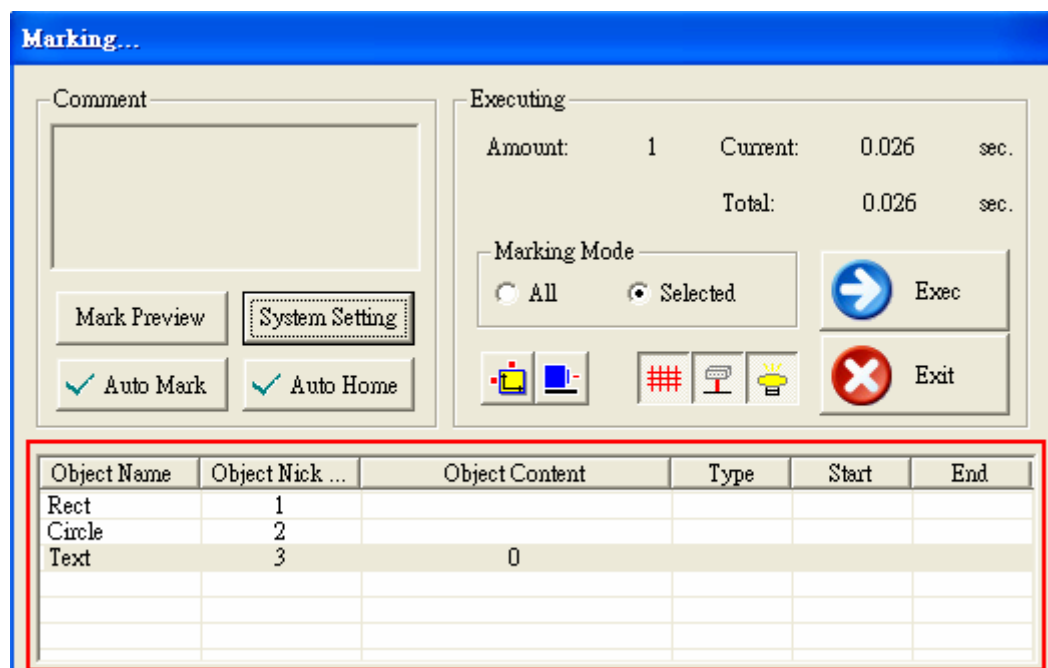 Marking...
Comment
Executing
Amount: 1 Current: 0.026 sec.
Total: 0.026 sec.
Marking Mode
All Selected
Exec
Mark Preview System Setting
Auto Mark Auto Home
Exit
Object Name Object Nick ... Object Content Type Start End
Rect 1
Circle 2
Text 3 0